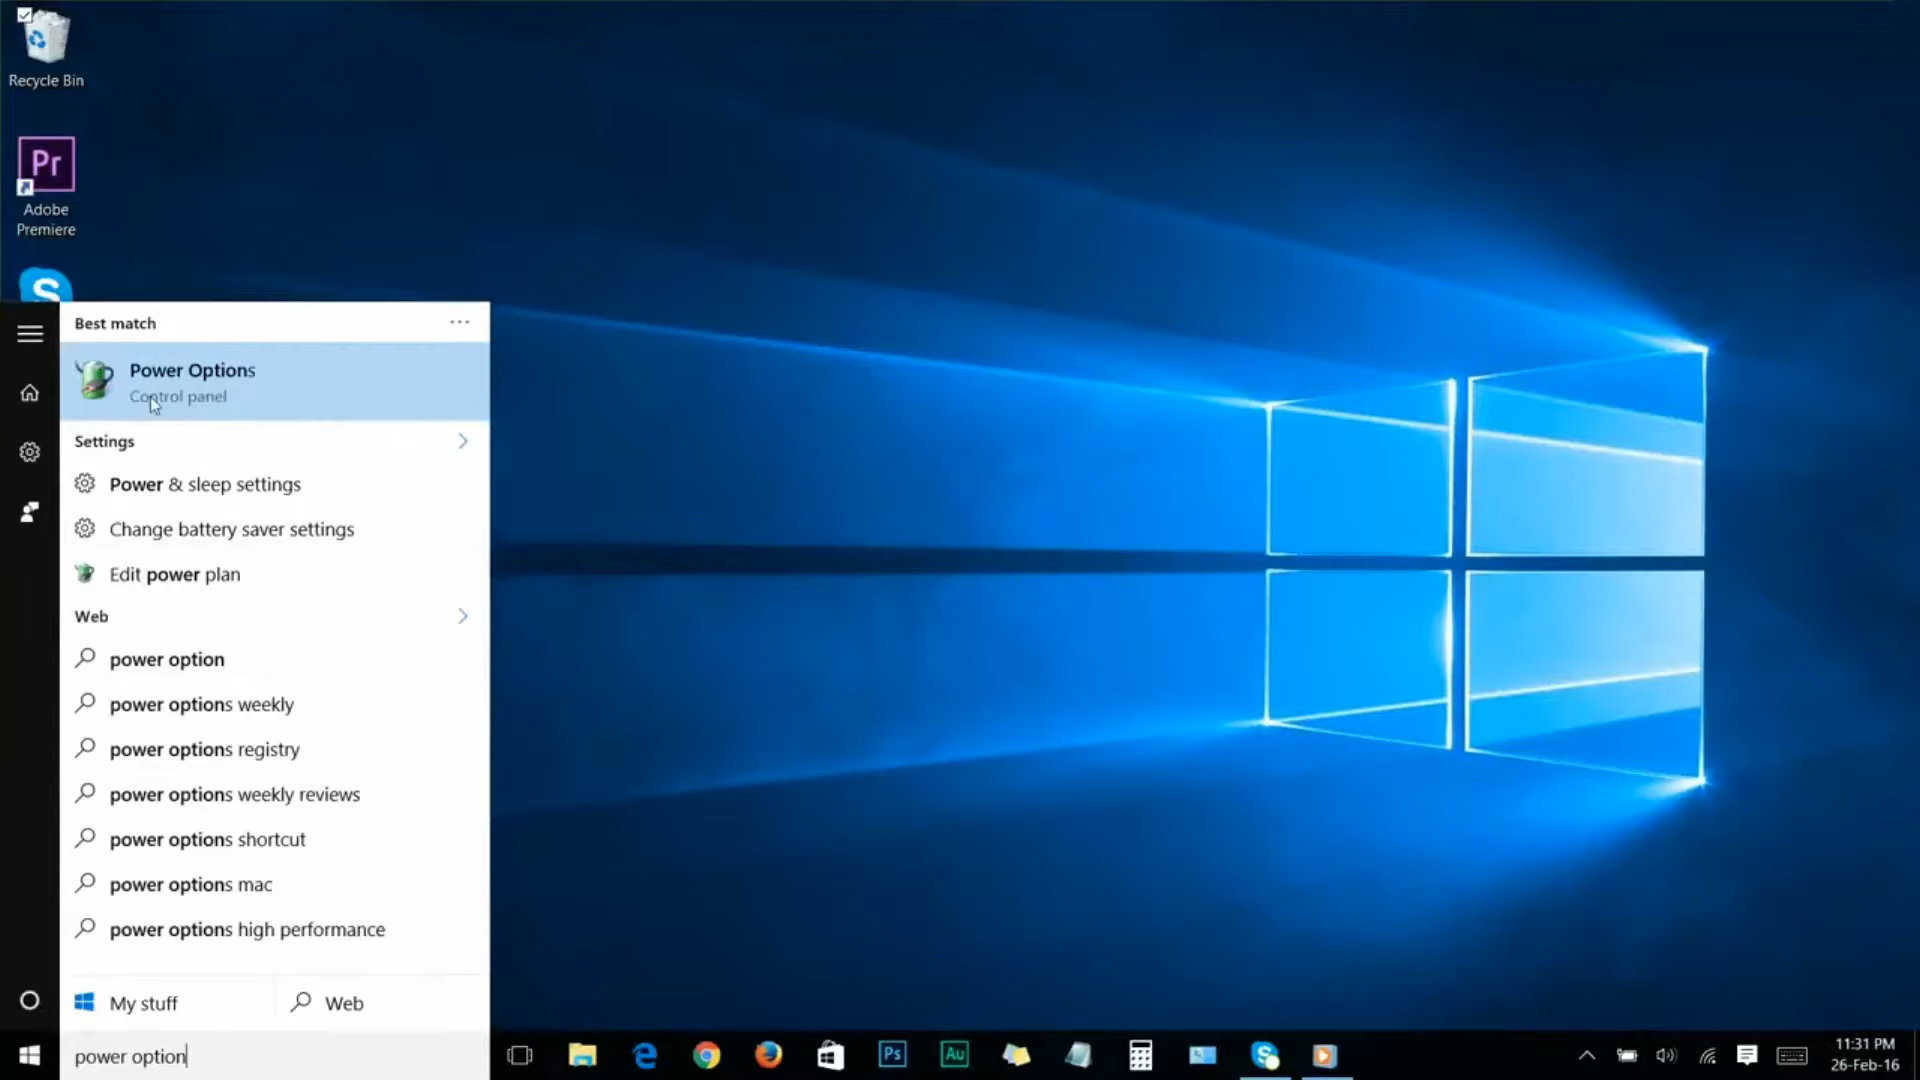 Recycle Bin
Pr
Adobe
Premiere
S
Best match
Power Options
Control panel
Settings
Power & sleep settings
Change battery saver settings
Edit power plan
Web
power option
power options weekly
power options registry
power options weekly reviews
power options shortcut
power options mac
power options high performance
My stuff
Web
power option
Ps
Au
S
11:31 PM
26-Feb-16